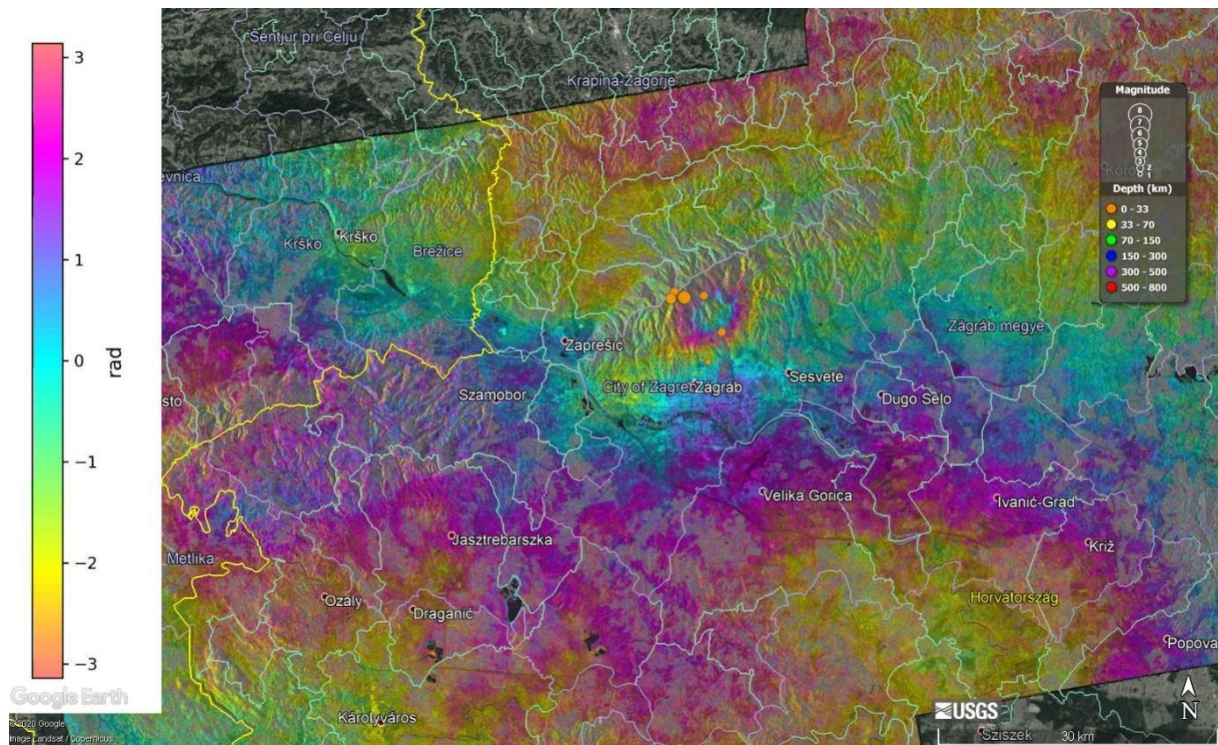 3
2
1
0
−1
−2
−3
rad
Google Earth
©2020 Google
Image Landsat / Copernicus
Šentjur pri Celju
Krapina-Zagorje
evnica
Krško
Krško
Brežice
Zaprešić
Szamobor
City of Zagreb
Zágráb
Sesvete
Dugo Selo
Zágráb megye
sto
Velika Gorica
Ivanić-Grad
Križ
Jasztrebarszka
Metlika
Ozaly
Draganić
Horvátország
Popova
Károlyváros
Sziszek
Magnitude
8
7
6
5
4
3
2
1
Depth (km)
0 - 33
33 - 70
70 - 150
150 - 300
300 - 500
500 - 800
USGS
30 km
N